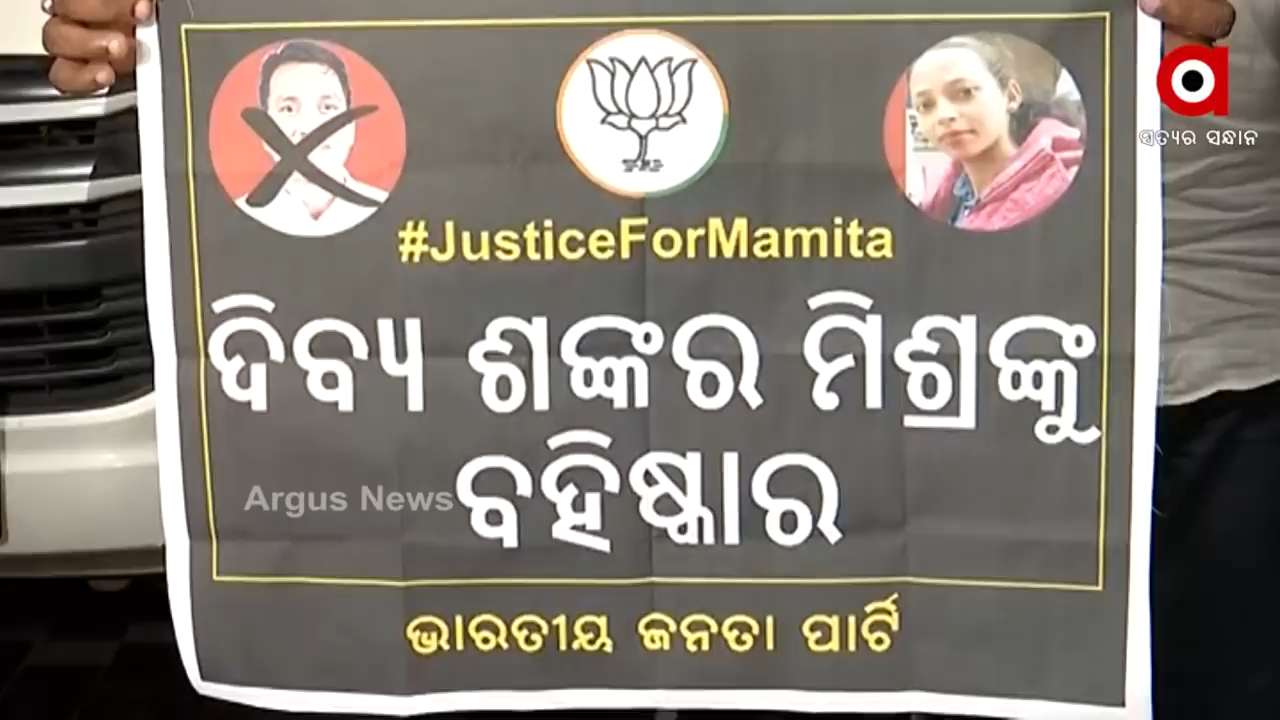 ସତ୍ୟର ସନ୍ଧାନ
#JusticeForMamita
ଦିବ୍ୟ ଶଙ୍କର ମିଶ୍ରଙ୍କୁ
ବହିଷ୍କାର
Argus News
ଭାରତୀୟ ଜନତା ପାର୍ଟି